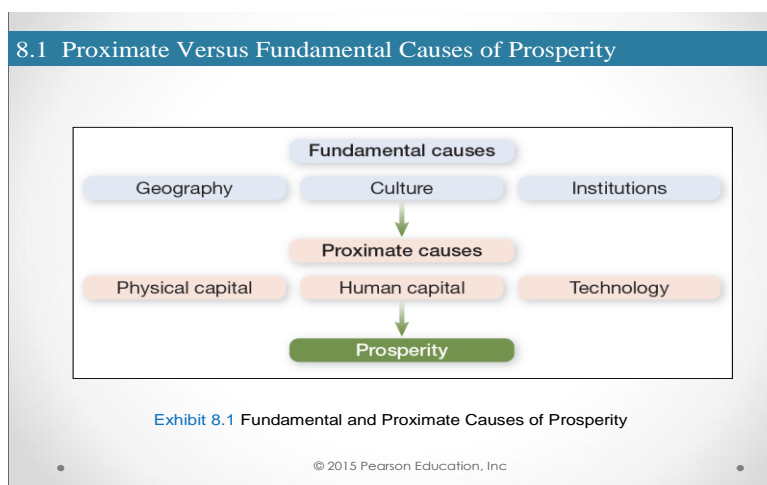 8.1 Proximate Versus Fundamental Causes of Prosperity
Fundamental causes
Geography Culture Institutions
Proximate causes
Physical capital Human capital Technology
Prosperity
Exhibit 8.1 Fundamental and Proximate Causes of Prosperity
© 2015 Pearson Education, Inc